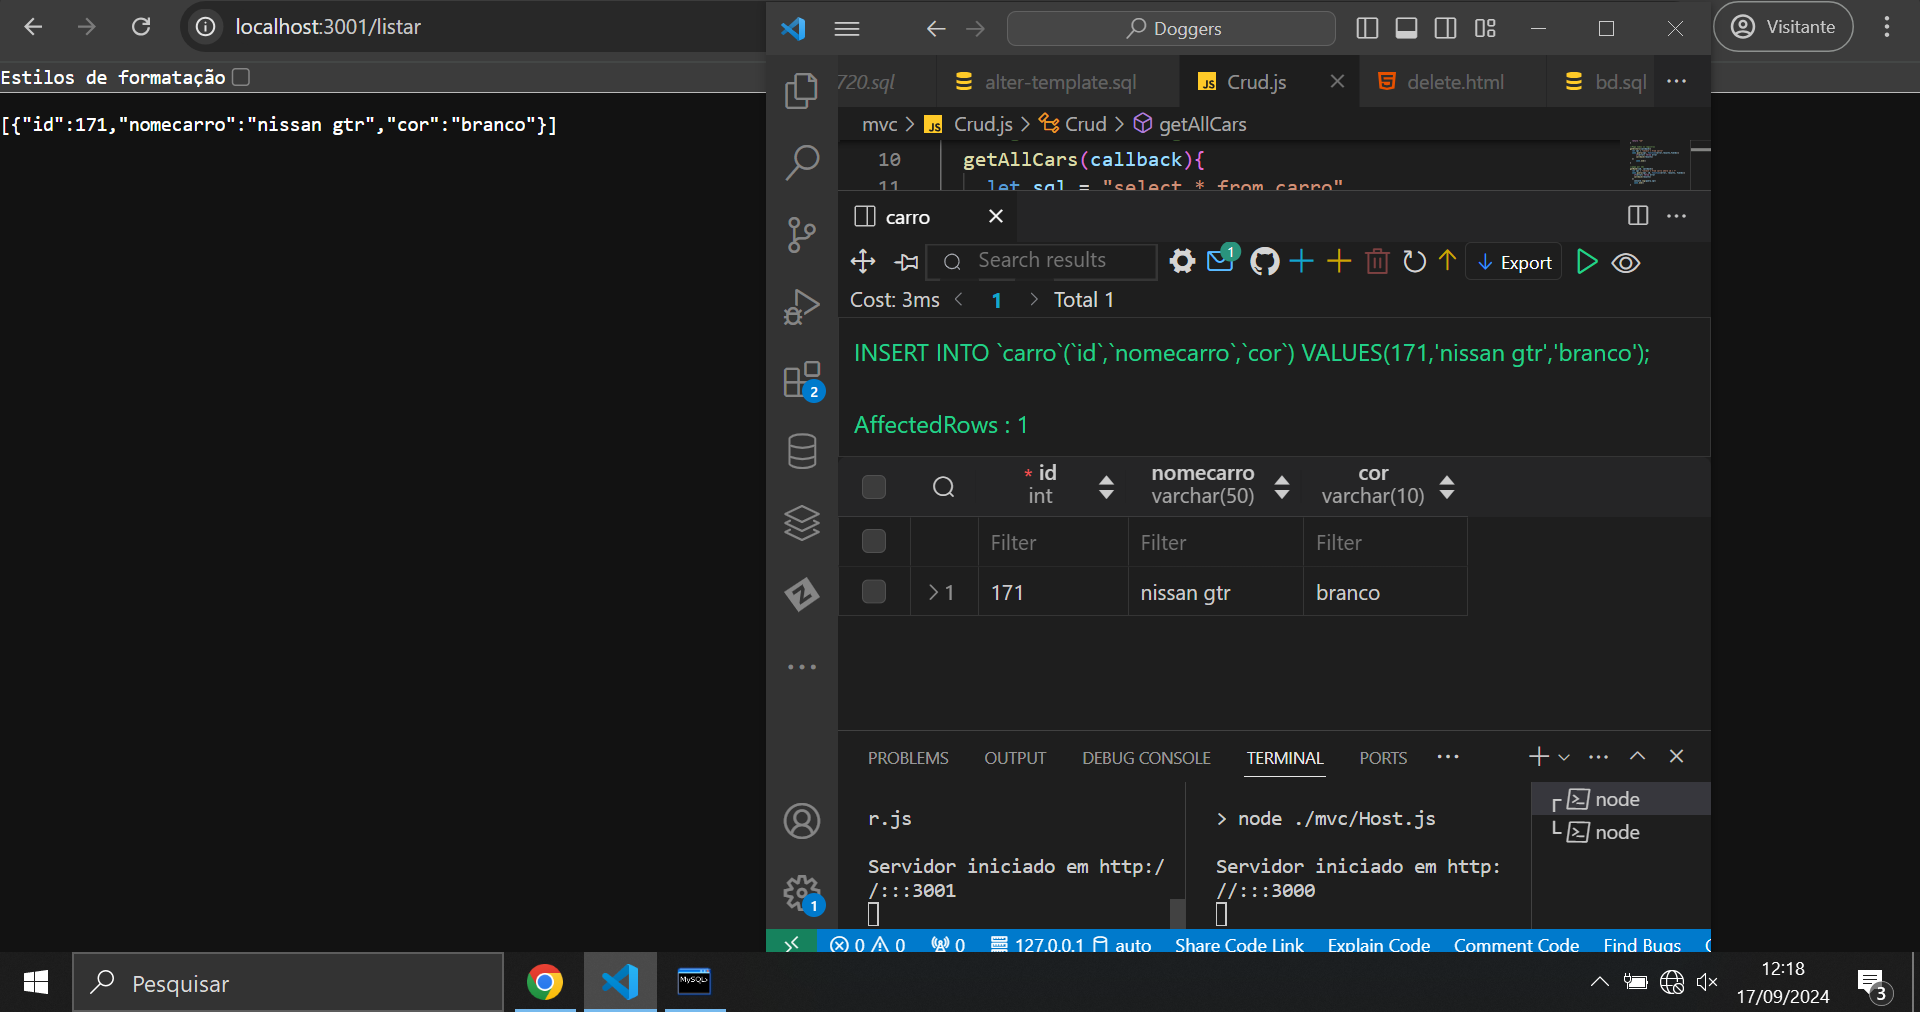 localhost:3001/listar
Doggers
Visitante
Estilos de formatação
[{"id":171,"nomecarro":"nissan gtr","cor":"branco"}]
720.sql
alter-template.sql
Crud.js
delete.html
bd.sql
mvc > Crud.js > Crud > getAllCars
10 getAllCars(callback){
11 let sql = "select * from carro"
carro
Search results
1
Export
Cost: 3ms < 1 > Total 1
INSERT INTO `carro`(`id`,`nomecarro`,`cor`) VALUES(171,'nissan gtr','branco');
AffectedRows : 1
* id nomecarro cor
int varchar(50) varchar(10)
Filter Filter Filter
> 1 171 nissan gtr branco
2
PROBLEMS OUTPUT DEBUG CONSOLE TERMINAL PORTS
r.js
Servidor iniciado em http:/
/:::3001
> node ./mvc/Host.js
Servidor iniciado em http:
//:::3000
node
node
1
0 0 0 127.0.0.1 auto Share Code Link Explain Code Comment Code Find Bugs
Pesquisar
MySQL>
12:18
17/09/2024
3